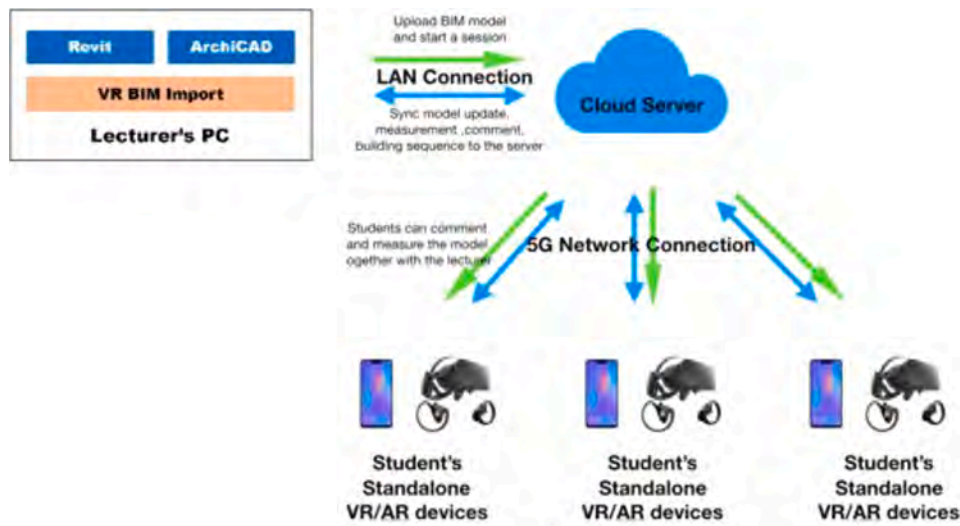 Revit
ArchiCAD
VR BIM Import
Lecturer's PC
Upload BIM model
and start a session
LAN Connection
Sync model update,
measurement ,comment,
building sequence to the server
Cloud Server
Students can comment
and measure the model
ogether with the lecturer
5G Network Connection
Student's
Standalone
VR/AR devices
Student's
Standalone
VR/AR devices
Student's
Standalone
VR/AR devices